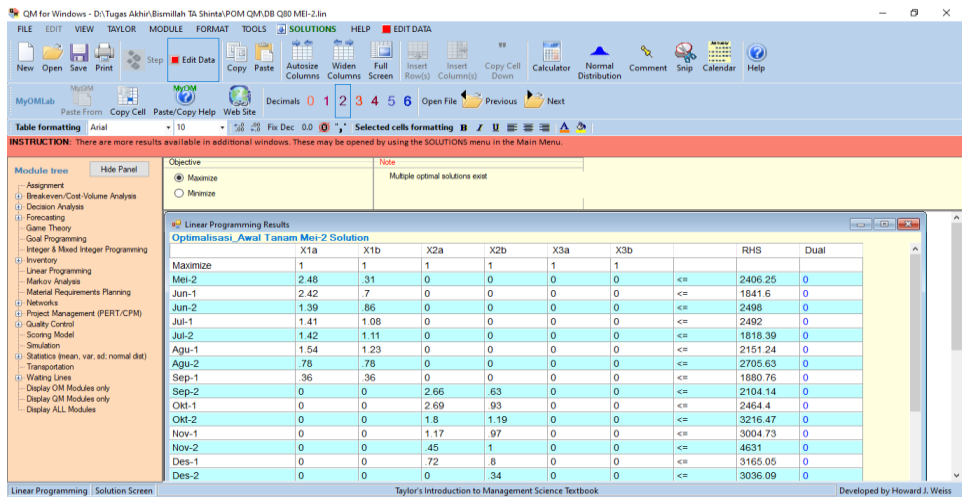 QM for Windows - D:\Tugas Akhir\Bismillah TA Shinta\POM QM\DB Q80 MEI-2.lin
FILE EDIT VIEW TAYLOR MODULE FORMAT TOOLS SOLUTIONS HELP EDIT DATA
New Open Save Print Step Edit Data Copy Paste Autosize Columns Widen Columns Full Screen Insert Row(s) Insert Column(s) Copy Cell Down Calculator Normal Distribution Comment Snip Calendar Help
MyOMLab MyOM Paste From Copy Cell MyOM Paste/Copy Help Web Site Decimals 0 1 2 3 4 5 6 Open File Previous Next
Table formatting Arial 10 Fix Dec 0.0 0 "," Selected cells formatting B I U A
INSTRUCTION: There are more results available in additional windows. These may be opened by using the SOLUTIONS menu in the Main Menu.
Module tree Hide Panel
Assignment
Breakeven/Cost-Volume Analysis
Decision Analysis
Forecasting
Game Theory
Goal Programming
Integer & Mixed Integer Programming
Inventory
Linear Programming
Markov Analysis
Material Requirements Planning
Networks
Project Management (PERT/CPM)
Quality Control
Scoring Model
Simulation
Statistics (mean, var, sd; normal dist)
Transportation
Waiting Lines
Display OM Modules only
Display QM Modules only
Display ALL Modules
Objective
Maximize
Minimize
Note
Multiple optimal solutions exist
Linear Programming Results
Optimalisasi_Awal Tanam Mei-2 Solution
X1a X1b X2a X2b X3a X3b RHS Dual
Maximize 1 1 1 1 1 1
Mei-2 2.48 .31 0 0 0 0 <= 2406.25 0
Jun-1 2.42 .7 0 0 0 0 <= 1841.6 0
Jun-2 1.39 .86 0 0 0 0 <= 2498 0
Jul-1 1.41 1.08 0 0 0 0 <= 2492 0
Jul-2 1.42 1.11 0 0 0 0 <= 1818.39 0
Agu-1 1.54 1.23 0 0 0 0 <= 2151.24 0
Agu-2 .78 .78 0 0 0 0 <= 2705.63 0
Sep-1 .36 .36 0 0 0 0 <= 1880.76 0
Sep-2 0 0 2.66 .63 0 0 <= 2104.14 0
Okt-1 0 0 2.69 .93 0 0 <= 2464.4 0
Okt-2 0 0 1.8 1.19 0 0 <= 3216.47 0
Nov-1 0 0 1.17 .97 0 0 <= 3004.73 0
Nov-2 0 0 .45 1 0 0 <= 4631 0
Des-1 0 0 .72 .8 0 0 <= 3165.05 0
Des-2 0 0 0 .34 0 0 <= 3036.09 0
Linear Programming Solution Screen Taylor's Introduction to Management Science Textbook Developed by Howard J. Weiss